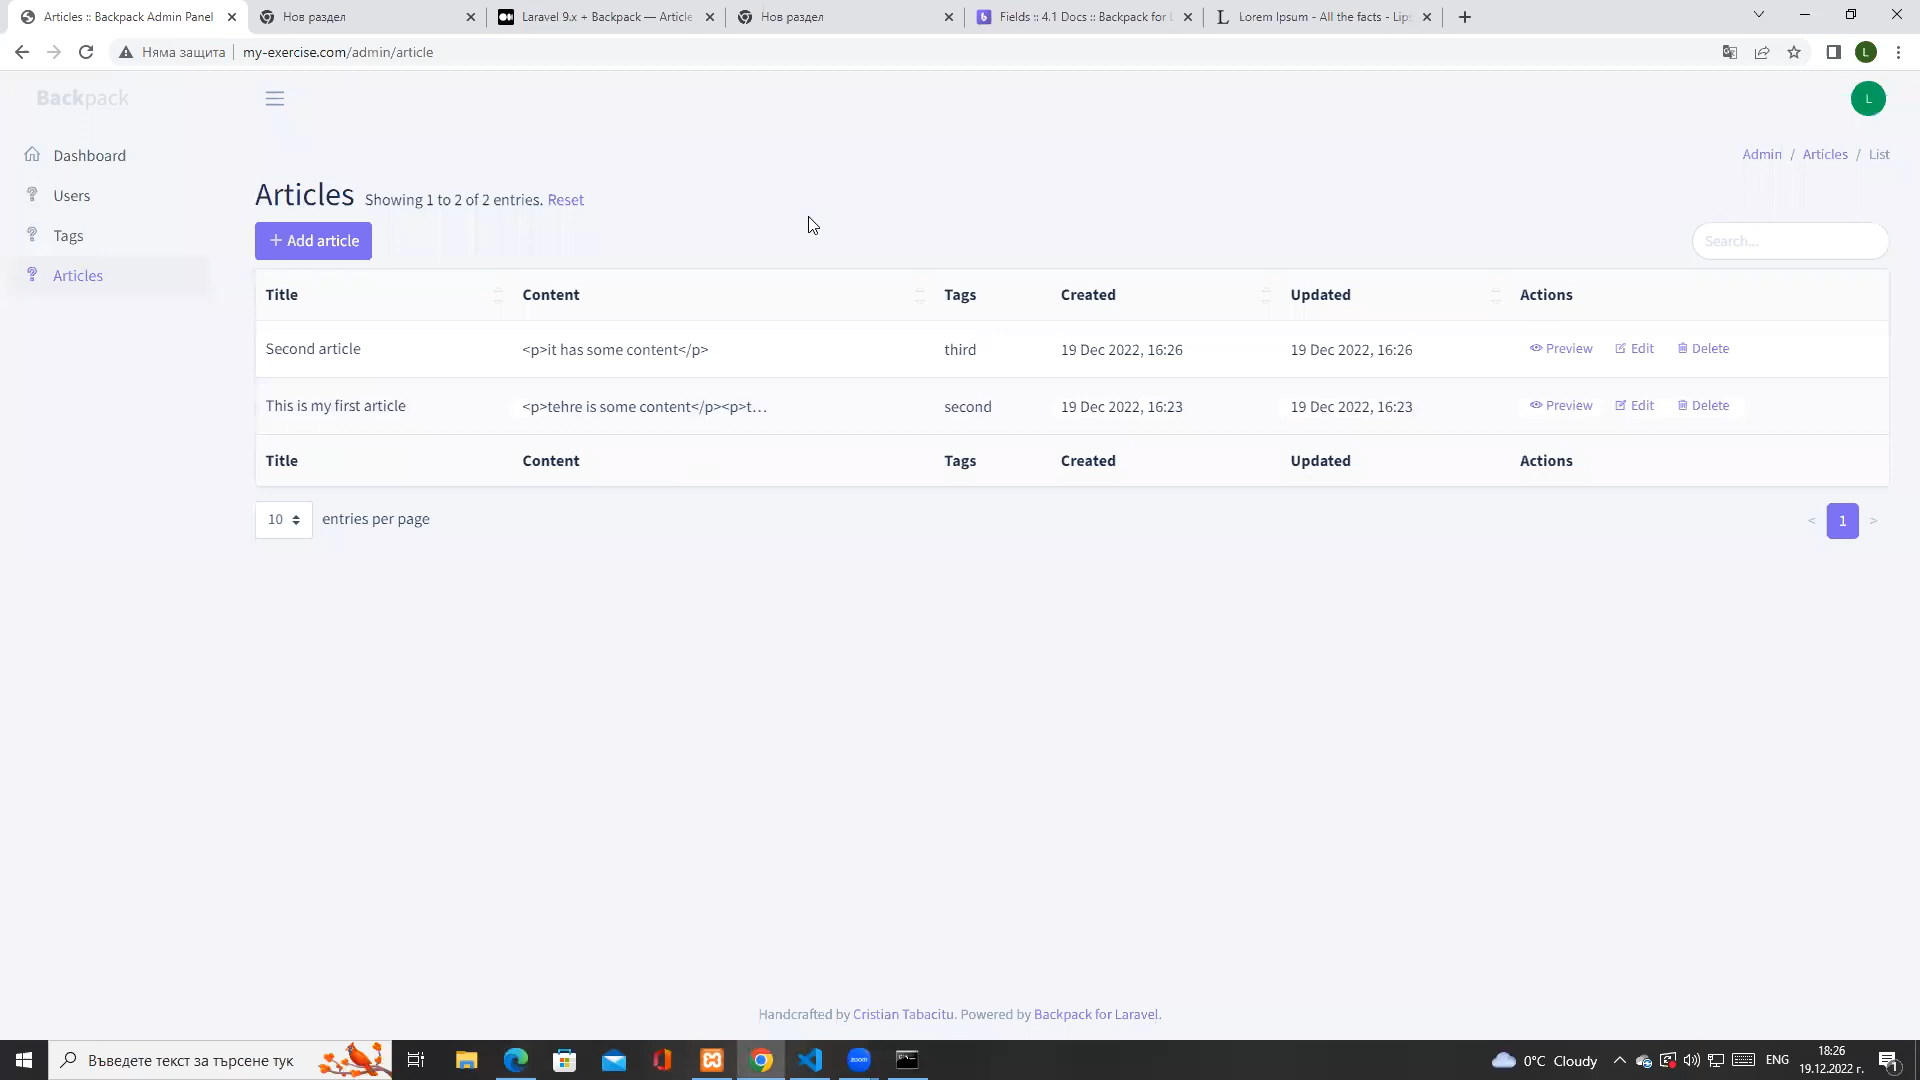 Articles :: Backpack Admin Panel
Нов раздел
Laravel 9.x + Backpack — Article
Нов раздел
Fields :: 4.1 Docs :: Backpack for L
Lorem Ipsum - All the facts - Lips
Няма защита
my-exercise.com/admin/article
L
Backpack
L
Dashboard
Users
Tags
Articles
Admin / Articles / List
Articles Showing 1 to 2 of 2 entries. Reset
+ Add article
Search...
Title Content Tags Created Updated Actions
Second article <p>it has some content</p> third 19 Dec 2022, 16:26 19 Dec 2022, 16:26 Preview Edit Delete
This is my first article <p>tehre is some content</p><p>t... second 19 Dec 2022, 16:23 19 Dec 2022, 16:23 Preview Edit Delete
Title Content Tags Created Updated Actions
10 entries per page
< 1 >
Handcrafted by Cristian Tabacitu. Powered by Backpack for Laravel.
Въведете текст за търсене тук
zoom
0°C Cloudy
ENG
18:26
19.12.2022 г.
1